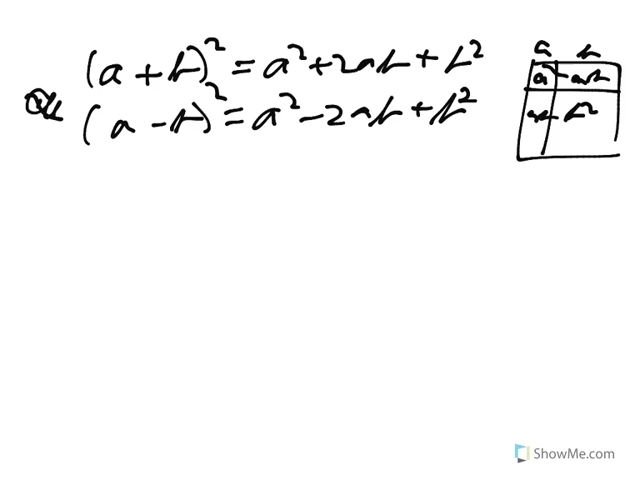 (a + b)² = a² + 2ab + b²
(a - b)² = a² - 2ab + b²
a b
a² ab
ab b²
ShowMe.com